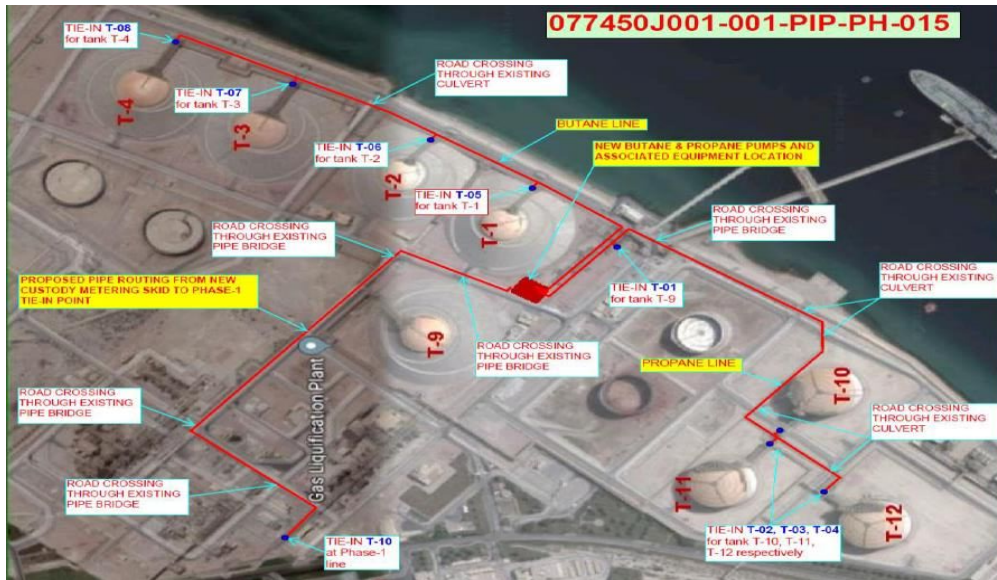 077450J001-001-PIP-PH-015
TIE-IN T-08
for tank T-4
TIE-IN T-07
for tank T-3
ROAD CROSSING
THROUGH EXISTING
CULVERT
T-4
T-3
TIE-IN T-06
for tank T-2
BUTANE LINE
NEW BUTANE & PROPANE PUMPS AND
ASSOCIATED EQUIPMENT LOCATION
T-2
TIE-IN T-05
for tank T-1
T-1
ROAD CROSSING
THROUGH EXISTING
PIPE BRIDGE
ROAD CROSSING
THROUGH EXISTING
PIPE BRIDGE
PROPOSED PIPE ROUTING FROM NEW
CUSTODY METERING SKID TO PHASE-1
TIE-IN POINT
TIE-IN T-01
for tank T-9
ROAD CROSSING
THROUGH EXISTING
CULVERT
T-9
ROAD CROSSING
THROUGH EXISTING
PIPE BRIDGE
PROPANE LINE
T-10
ROAD CROSSING
THROUGH EXISTING
PIPE BRIDGE
Gas Liquification Plant
ROAD CROSSING
THROUGH EXISTING
CULVERT
ROAD CROSSING
THROUGH EXISTING
PIPE BRIDGE
T-11
T-12
TIE-IN T-10
at Phase-1
line
TIE-IN T-02, T-03, T-04
for tank T-10, T-11,
T-12 respectively